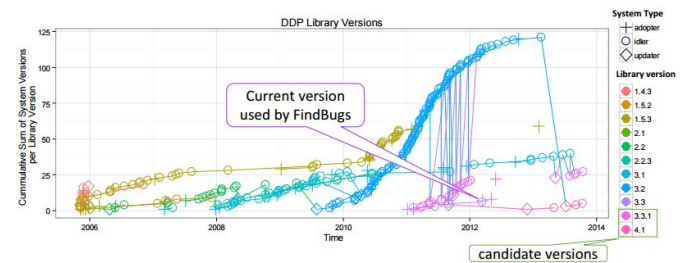 DDP Library Versions
Cummulative Sum of System Versions
per Library Version
125
100
75
50
25
0
2006
2008
2010
2012
2014
Time
Current version
used by FindBugs
System Type
adopter
idler
updater
Library version
1.4.3
1.5.2
1.5.3
2.1
2.2
2.2.3
3.1
3.2
3.3
3.3.1
4.1
candidate versions